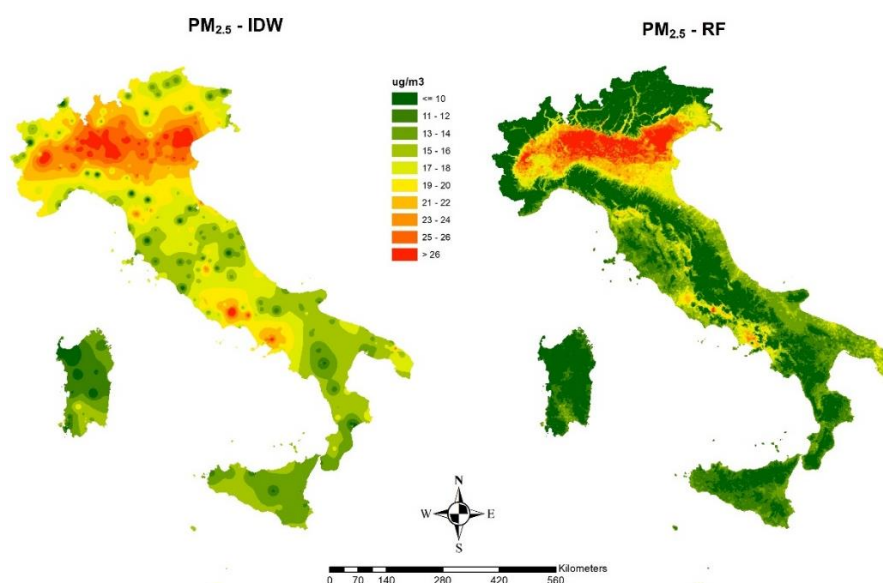 PM2.5 - IDW
PM2.5 - RF
ug/m3
<= 10
11 - 12
13 - 14
15 - 16
17 - 18
19 - 20
21 - 22
23 - 24
25 - 26
> 26
N
W E
S
Kilometers
0 70 140 280 420 560